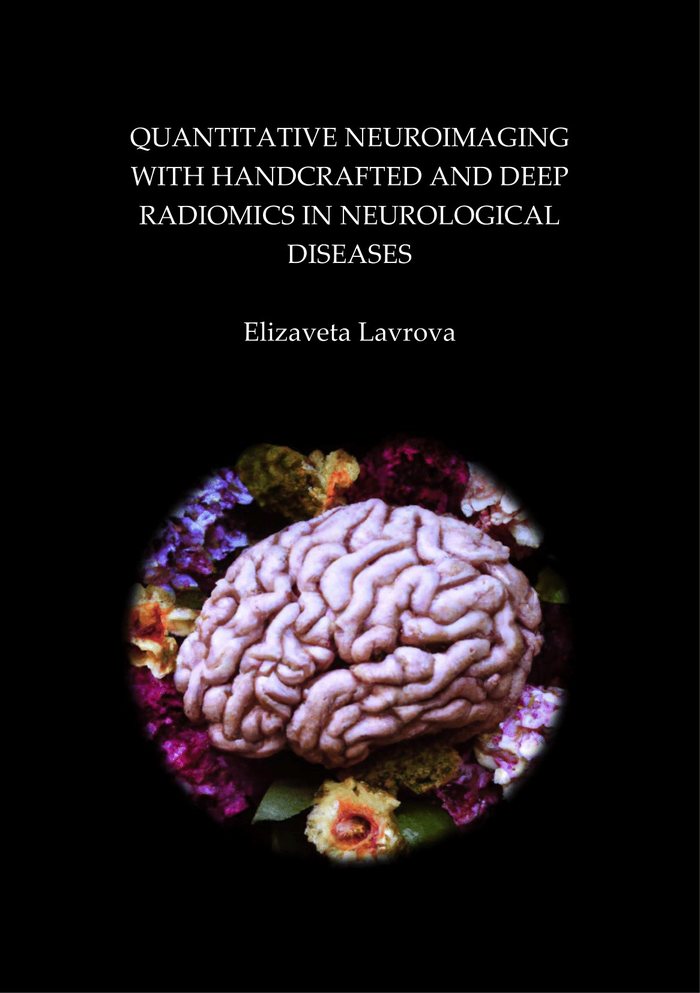 QUANTITATIVE NEUROIMAGING
WITH HANDCRAFTED AND DEEP
RADIOMICS IN NEUROLOGICAL
DISEASES
Elizaveta Lavrova